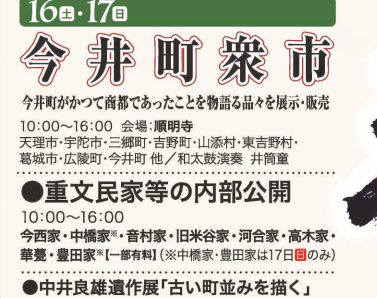 16土・17日
今井町衆市
今井町がかつて商都であったことを物語る品々を展示・販売
10:00〜16:00 会場:順明寺
天理市・宇陀市・三郷町・吉野町・山添村・東吉野村・
葛城市・広陵町・今井町 他／和太鼓演奏 井筒童
●重文民家等の内部公開
10:00〜16:00
今西家・中橋家※・音村家・旧米谷家・河合家・高木家・
華甍・豊田家※【一部有料】(※中橋家・豊田家は17日日のみ)
●中井良雄遺作展「古い町並みを描く」